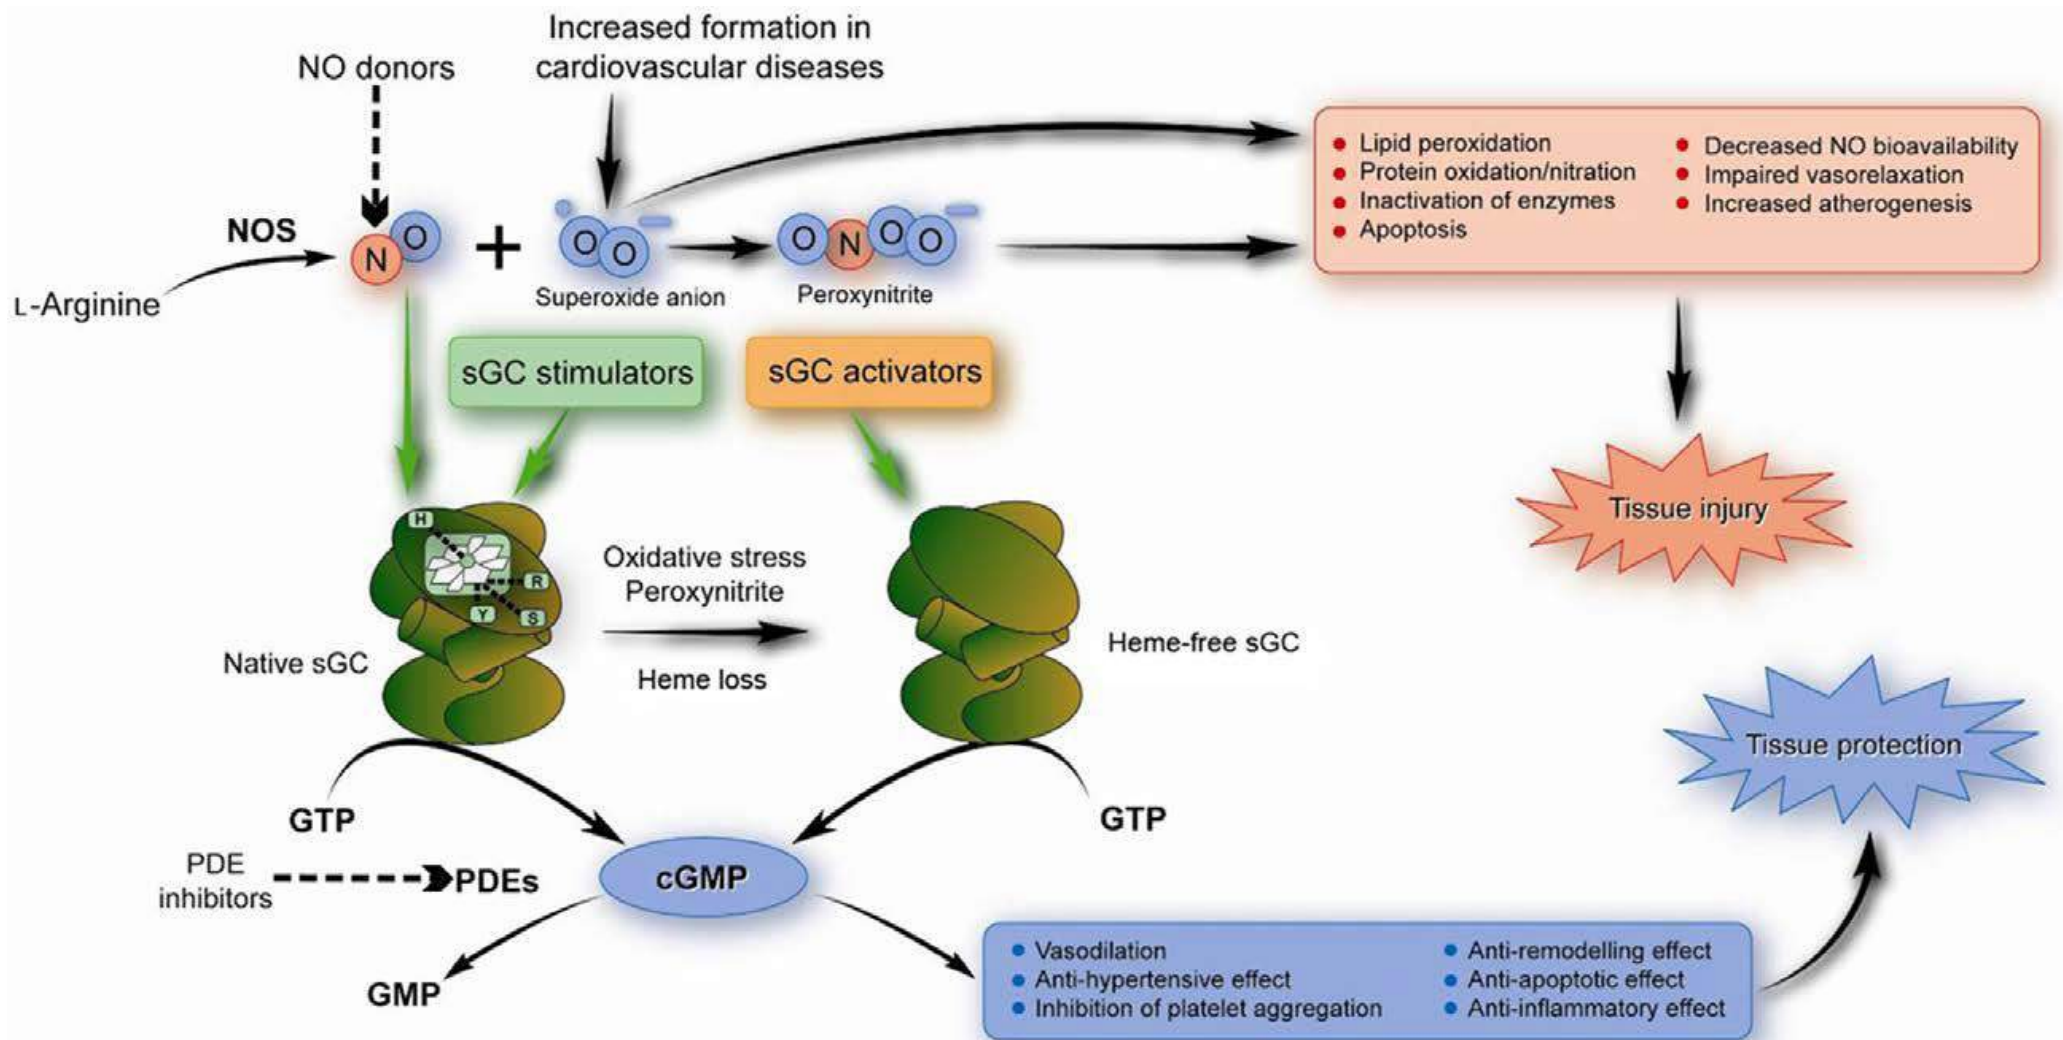 Increased formation in
cardiovascular diseases
NO donors
NOS
L-Arginine
N O
+
O O
Superoxide anion
O N O O
Peroxynitrite
• Lipid peroxidation
• Protein oxidation/nitration
• Inactivation of enzymes
• Apoptosis
• Decreased NO bioavailability
• Impaired vasorelaxation
• Increased atherogenesis
sGC stimulators
sGC activators
Tissue injury
H
R
Y
S
Oxidative stress
Peroxynitrite
Heme loss
Native sGC
Heme-free sGC
Tissue protection
GTP
GTP
PDE
inhibitors
PDEs
cGMP
GMP
• Vasodilation
• Anti-hypertensive effect
• Inhibition of platelet aggregation
• Anti-remodelling effect
• Anti-apoptotic effect
• Anti-inflammatory effect